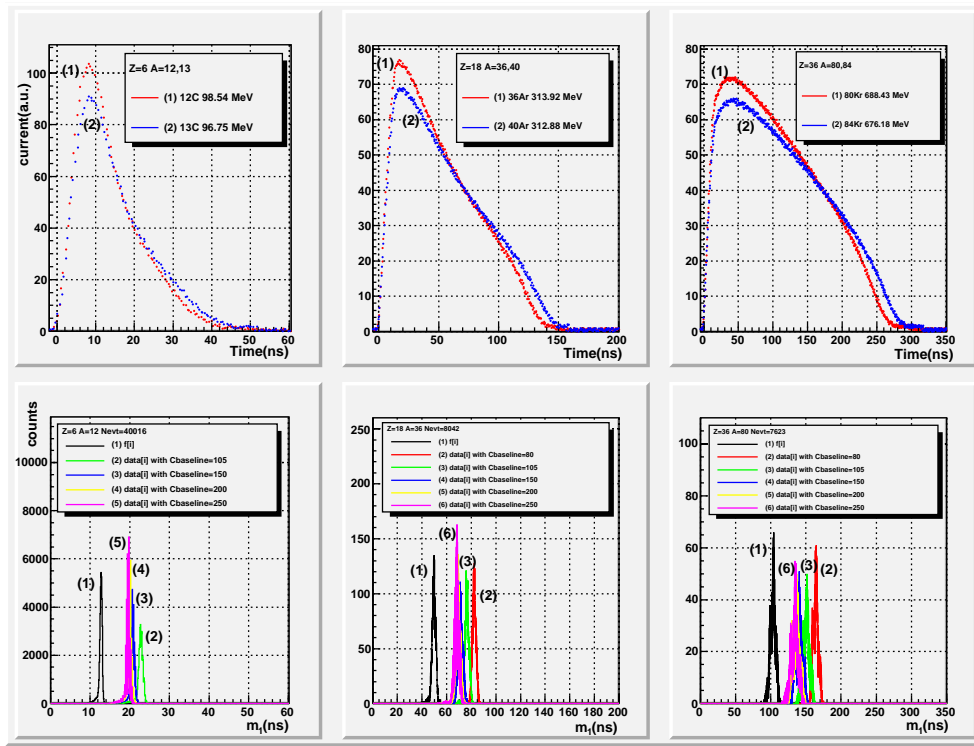 current(a.u.)
100
80
60
40
20
0
Z=6 A=12,13
(1) 12C 98.54 MeV
(2) 13C 96.75 MeV
(1)
(2)
0 10 20 30 40 50 60
Time(ns)
80
70
60
50
40
30
20
10
0
Z=18 A=36,40
(1) 36Ar 313.92 MeV
(2) 40Ar 312.88 MeV
(1)
(2)
0 20 40 60 80 100 120 140 160 180 200
Time(ns)
80
70
60
50
40
30
20
10
0
Z=36 A=80,84
(1) 80Kr 688.43 MeV
(2) 84Kr 676.18 MeV
(1)
(2)
0 50 100 150 200 250 300 350
Time(ns)
counts
10000
8000
6000
4000
2000
0
Z=6 A=12 Nevt=40016
(1) f[i]
(2) data[i] with Cbaseline=105
(3) data[i] with Cbaseline=150
(4) data[i] with Cbaseline=200
(5) data[i] with Cbaseline=250
(5)
(4)
(1)
(3)
(2)
0 10 20 30 40 50 60
m1(ns)
250
200
150
100
50
0
Z=18 A=36 Nevt=8042
(1) f[i]
(2) data[i] with Cbaseline=80
(3) data[i] with Cbaseline=105
(4) data[i] with Cbaseline=150
(5) data[i] with Cbaseline=200
(6) data[i] with Cbaseline=250
(6)
(1)
(3)
(2)
0 20 40 60 80 100 120 140 160 180 200
m1(ns)
100
80
60
40
20
0
Z=36 A=80 Nevt=7623
(1) f[i]
(2) data[i] with Cbaseline=80
(3) data[i] with Cbaseline=105
(4) data[i] with Cbaseline=150
(5) data[i] with Cbaseline=200
(6) data[i] with Cbaseline=250
(1)
(6)
(3)
(2)
0 50 100 150 200 250 300 350
m1(ns)